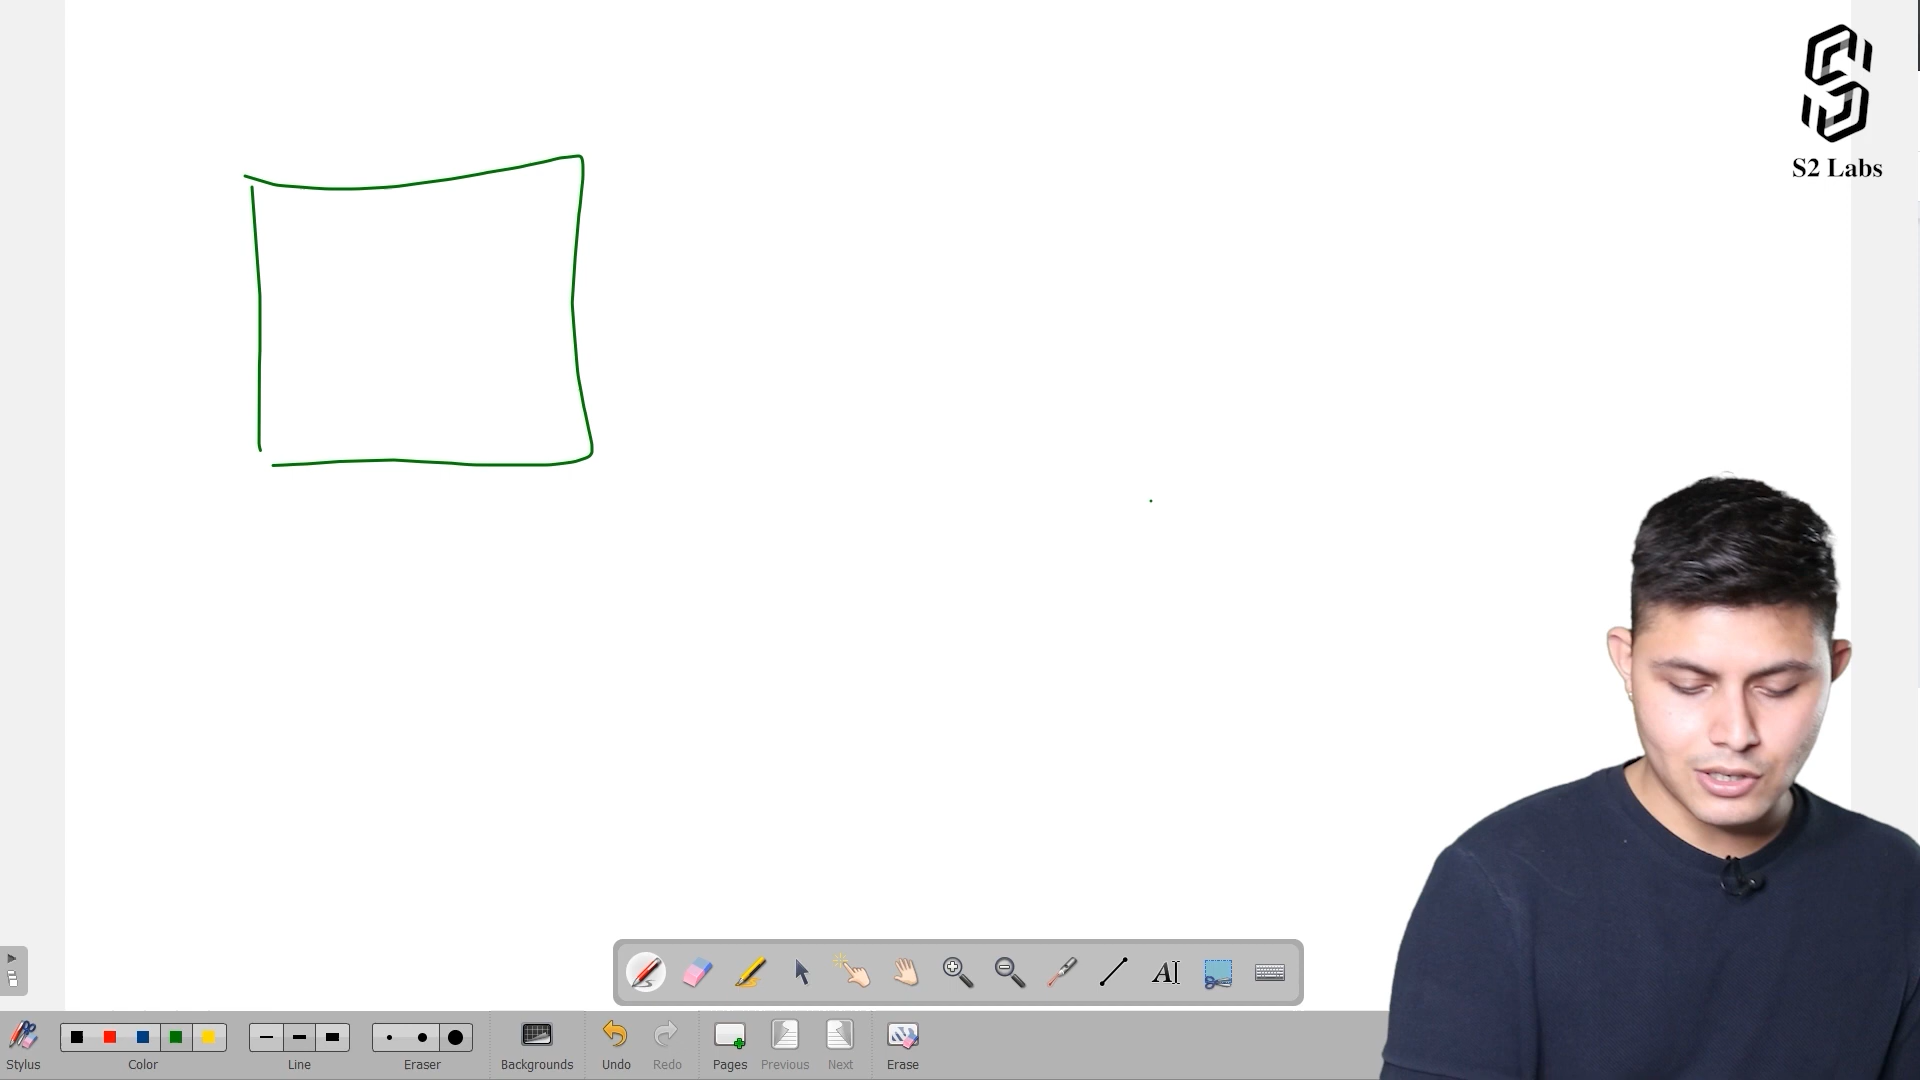 S2 Labs
Stylus
Color
Line
Eraser
Backgrounds
Undo
Redo
Pages
Previous
Next
Erase